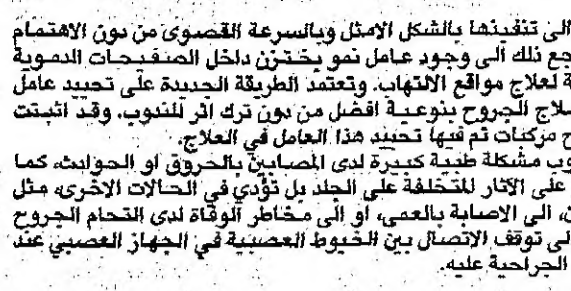 الى تنفيذها بالشكل الامثل وبالسرعة القصوى من دون الاهتمام
جع ذلك الى وجود عامل نمو يختزن داخل الصفيحات الدموية
ة لعلاج مواقع الالتهاب. وتعتمد الطريقة الجديدة على تحييد عامل
ـلاج الجروح بنوعية افضل من دون ترك اثر للندوب. وقد اثبتت
ح مركبات تم فيها تحييد هذا العامل في العلاج.
وب مشكلة طبية كبيرة لدى المصابين بالحروق او الحوادث، كما
على الآثار المتخلفة على الجلد بل تؤدي في الحالات الاخرى، مثل
ن، الى الاصابة بالعمى، او الى مخاطر الوفاة لدى التحام الجروح
لى توقف الاتصال بين الخيوط العصبية في الجهاز العصبي عند
الجراحية عليه.